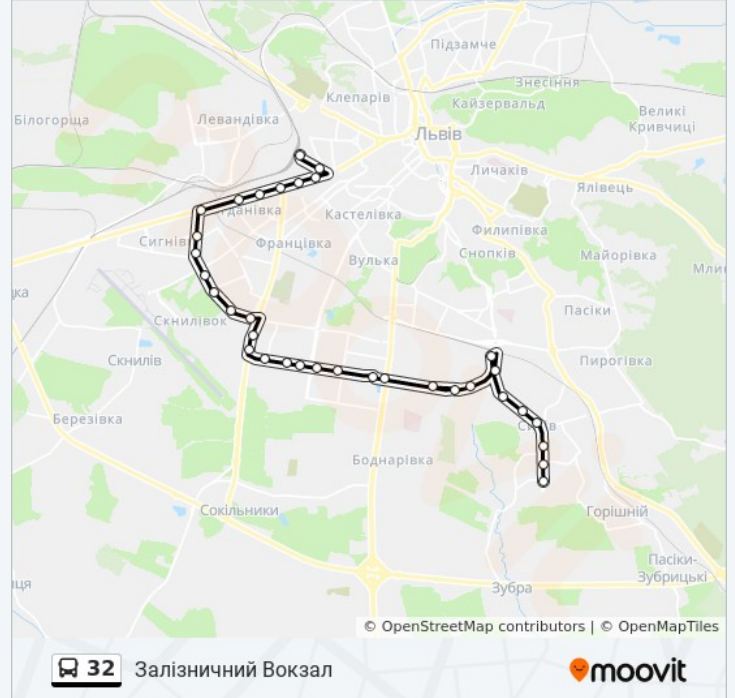 Підзамче
Знесіння
Клепарів
Кайзервальд
Великі
Кривчиці
Білогорща
Левандівка
Львів
Личаків
Ялівець
Кастелівка
Сигнів
Францівка
Филипівка
Вулька
Снопків
Майорівка
Скнилівок
Пасіки
Скнилів
Пирогівка
Березівка
Боднарівка
Сокільники
Горішній
Пасіки-
Зубрицькі
Зубра
© OpenStreetMap contributors | © OpenMapTiles
32 Залізничний Вокзал
moovit